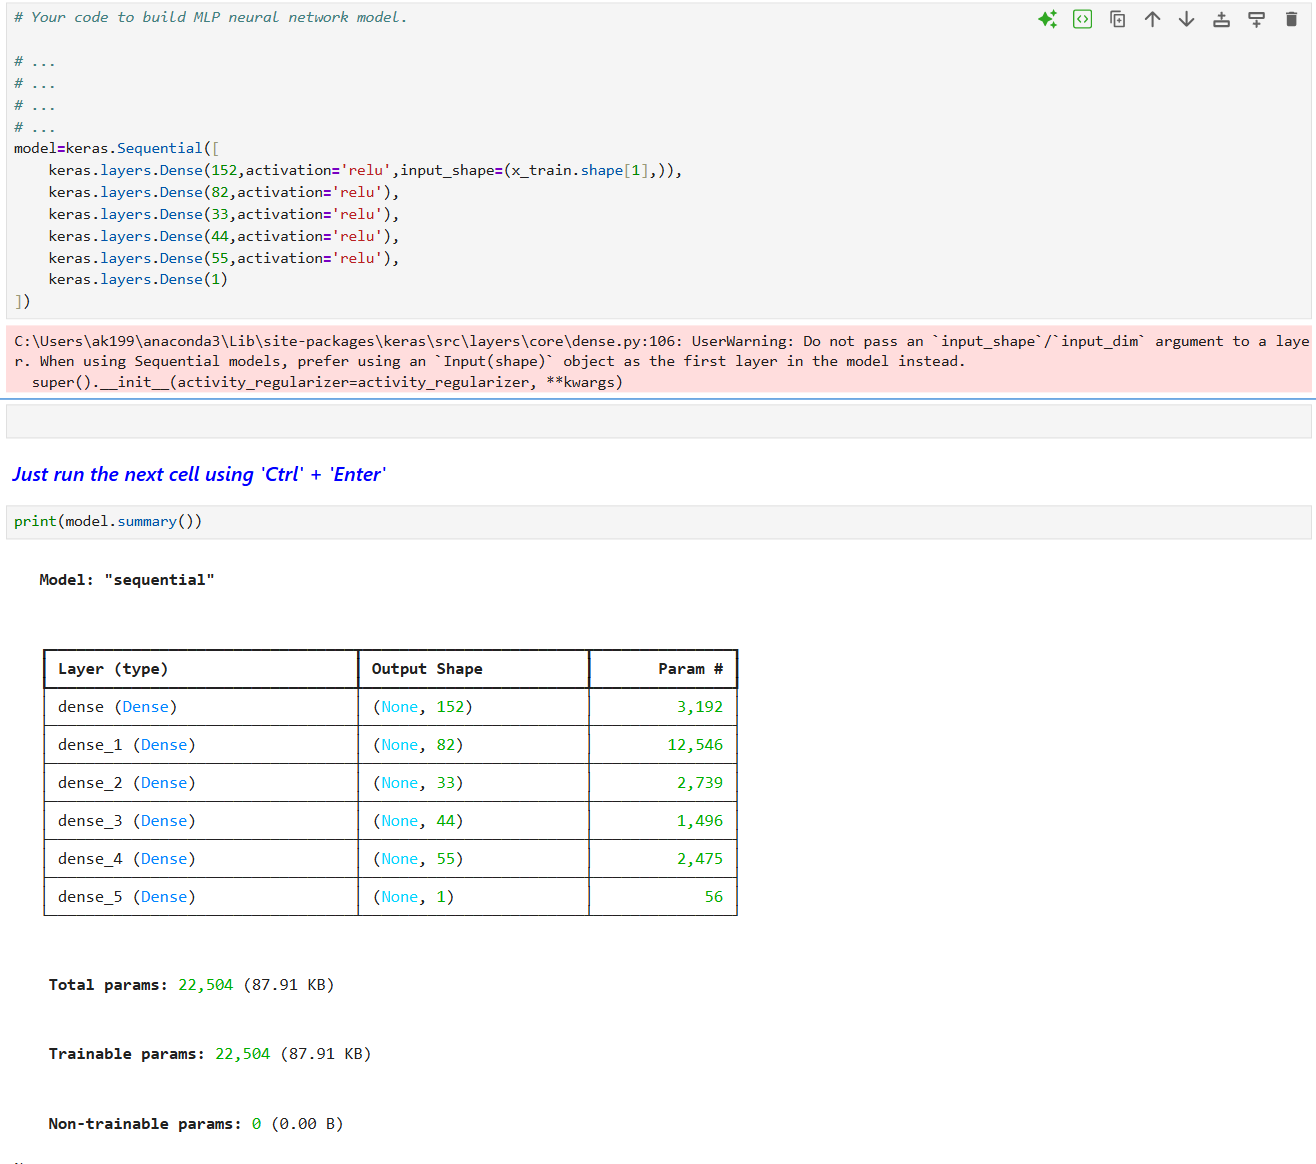 # Your code to build MLP neural network model.
# ...
# ...
# ...
# ...
model=keras.Sequential([
    keras.layers.Dense(152,activation='relu',input_shape=(x_train.shape[1],)),
    keras.layers.Dense(82,activation='relu'),
    keras.layers.Dense(33,activation='relu'),
    keras.layers.Dense(44,activation='relu'),
    keras.layers.Dense(55,activation='relu'),
    keras.layers.Dense(1)
])
C:\Users\ak199\anaconda3\Lib\site-packages\keras\src\layers\core\dense.py:106: UserWarning: Do not pass an `input_shape`/`input_dim` argument to a laye
r. When using Sequential models, prefer using an `Input(shape)` object as the first layer in the model instead.
  super().__init__(activity_regularizer=activity_regularizer, **kwargs)
Just run the next cell using 'Ctrl' + 'Enter'
print(model.summary())
Model: "sequential"
Layer (type) Output Shape Param #
dense (Dense) (None, 152) 3,192
dense_1 (Dense) (None, 82) 12,546
dense_2 (Dense) (None, 33) 2,739
dense_3 (Dense) (None, 44) 1,496
dense_4 (Dense) (None, 55) 2,475
dense_5 (Dense) (None, 1) 56
Total params: 22,504 (87.91 KB)
Trainable params: 22,504 (87.91 KB)
Non-trainable params: 0 (0.00 B)